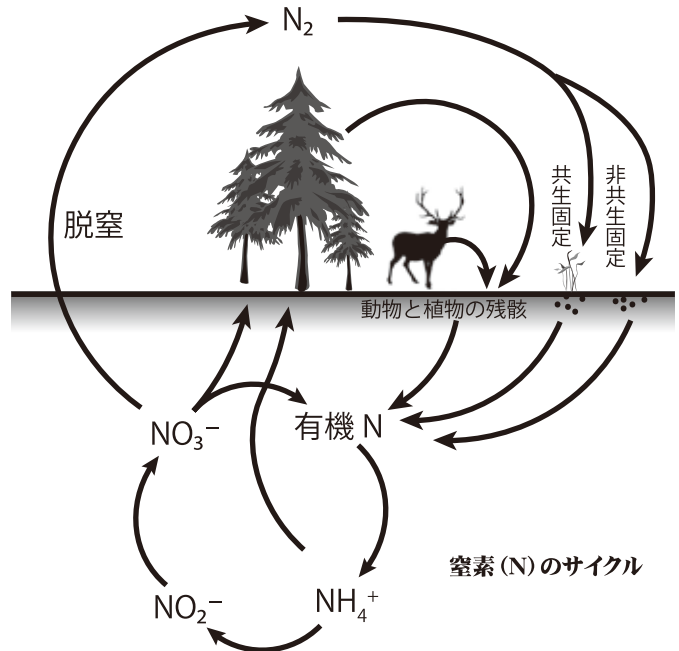 N₂
脱窒
共生固定
非共生固定
動物と植物の残骸
NO₃⁻
有機 N
窒素（N）のサイクル
NO₂⁻
NH₄⁺